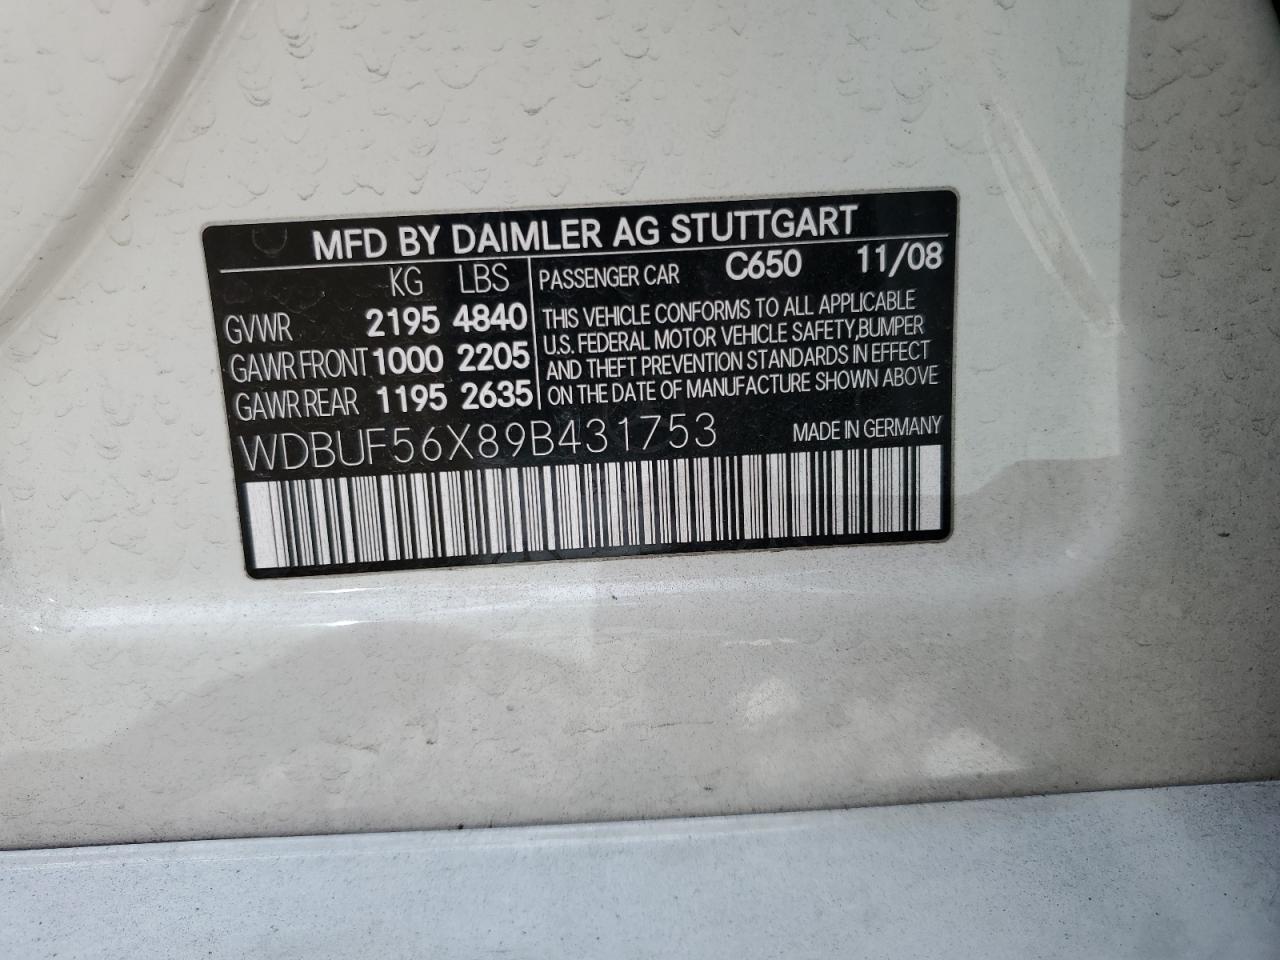 MFD BY DAIMLER AG STUTTGART
KG LBS
GVWR 2195 4840
GAWR FRONT 1000 2205
GAWR REAR 1195 2635
PASSENGER CAR C650 11/08
THIS VEHICLE CONFORMS TO ALL APPLICABLE
U.S. FEDERAL MOTOR VEHICLE SAFETY,BUMPER
AND THEFT PREVENTION STANDARDS IN EFFECT
ON THE DATE OF MANUFACTURE SHOWN ABOVE
WDBUF56X89B431753 MADE IN GERMANY